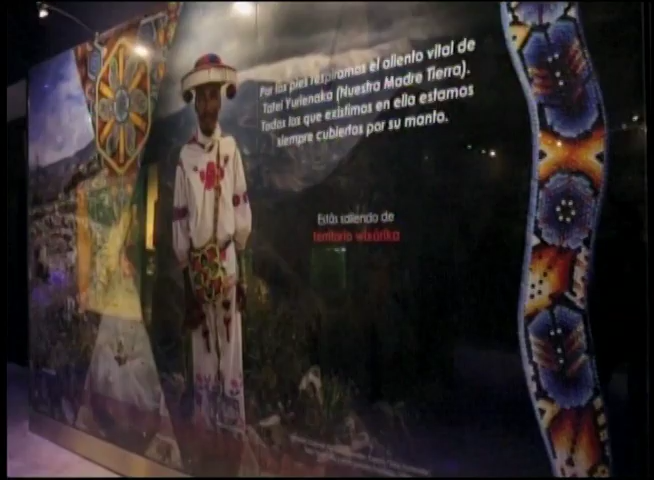 Por los pies respiramos el aliento vital de
Tatei Yurienaka (Nuestra Madre Tierra).
Todos los que existimos en ella estamos
siempre cubiertos por su manto.
Estás saliendo de
territorio wixárika